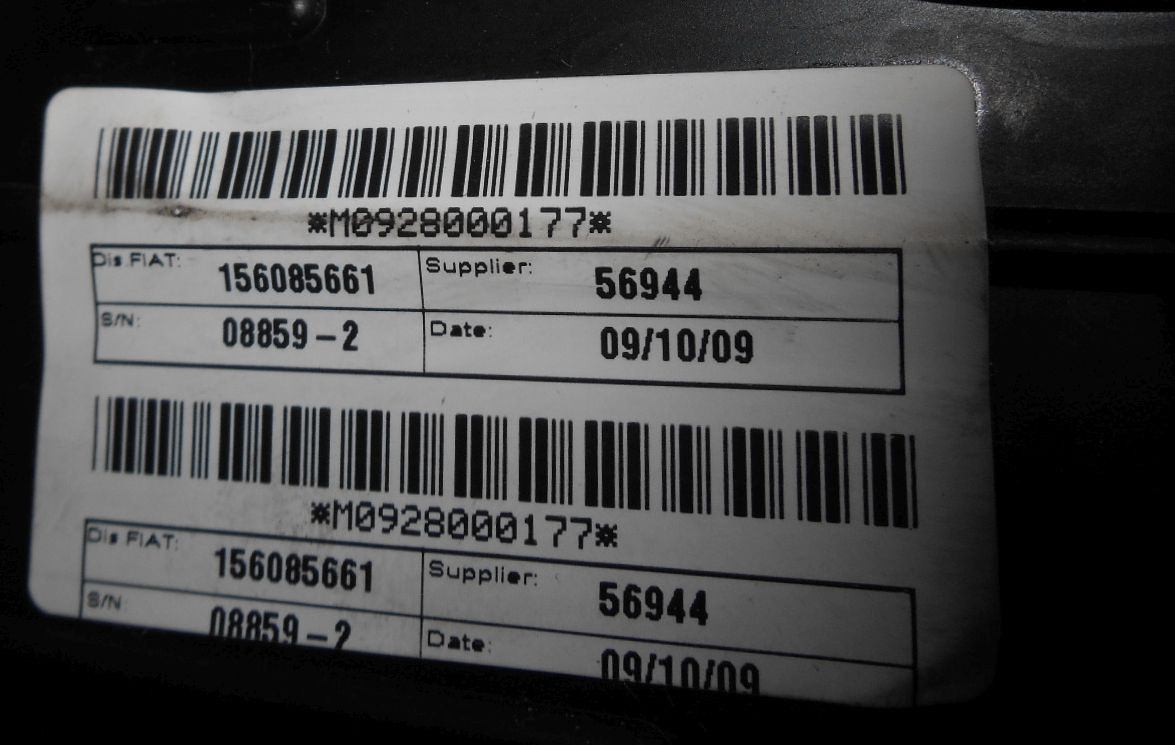 *M0928000177*
Dis FIAT: 156085661 Supplier: 56944
S/N: 08859-2 Date: 09/10/09
*M0928000177*
Dis FIAT: 156085661 Supplier: 56944
S/N 08859-2 Date: 09/10/09